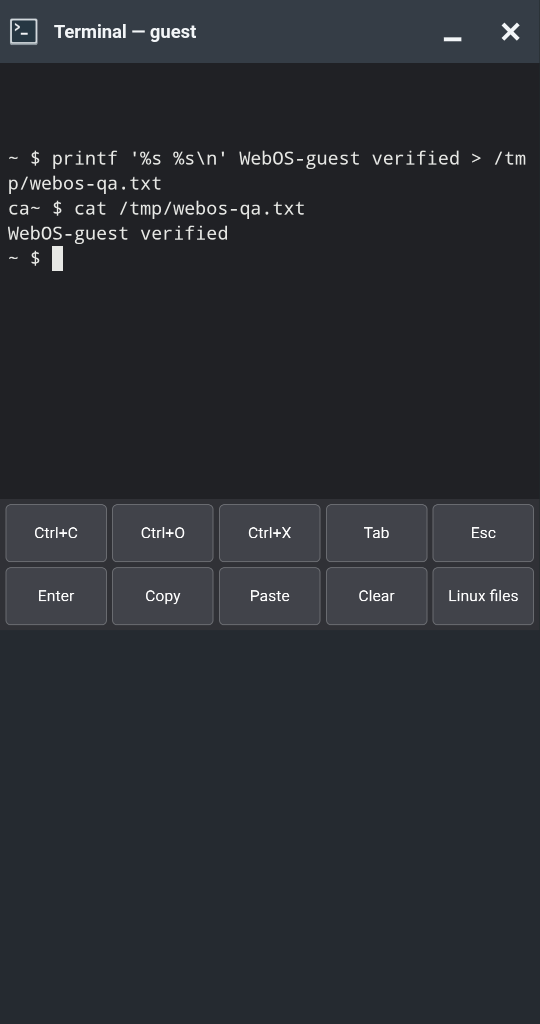 Terminal — guest
~ $ printf '%s %s\n' WebOS-guest verified > /tm
p/webos-qa.txt
ca~ $ cat /tmp/webos-qa.txt
WebOS-guest verified
~ $
Ctrl+C Ctrl+O Ctrl+X Tab Esc
Enter Copy Paste Clear Linux files